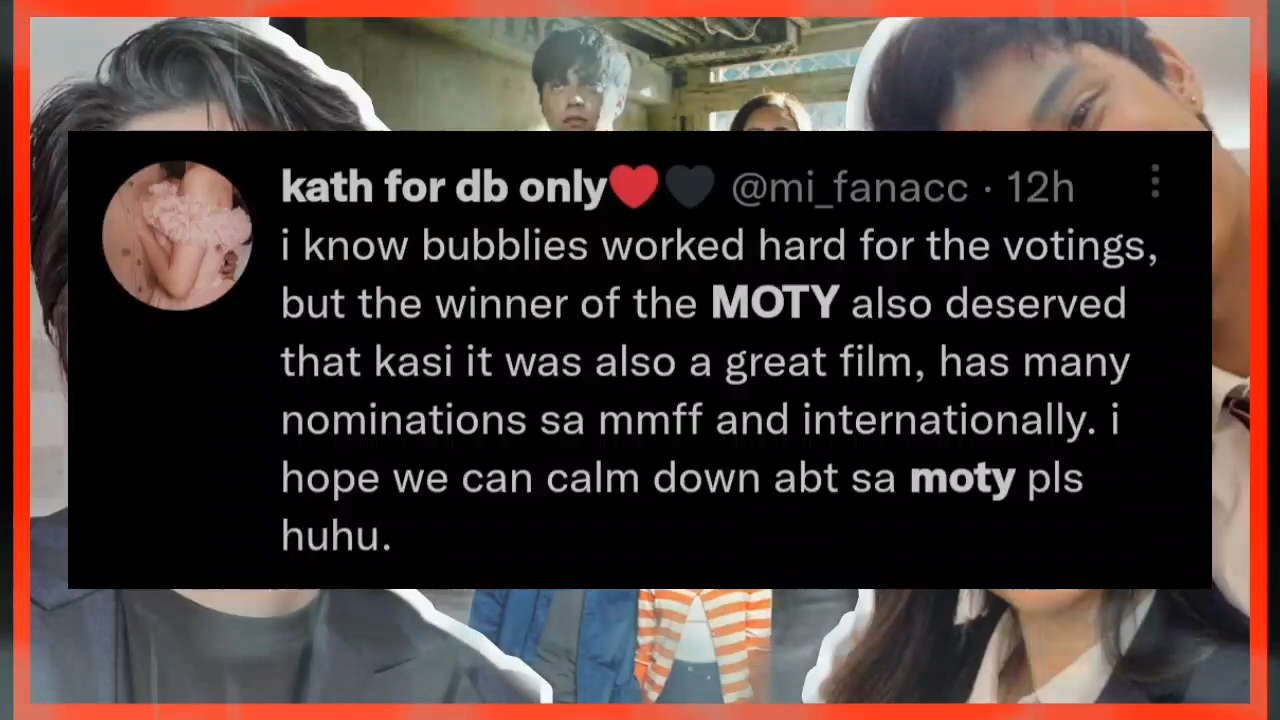 kath for db only❤️🖤 @mi_fanacc · 12h
i know bubblies worked hard for the votings,
but the winner of the MOTY also deserved
that kasi it was also a great film, has many
nominations sa mmff and internationally. i
hope we can calm down abt sa moty pls
huhu.